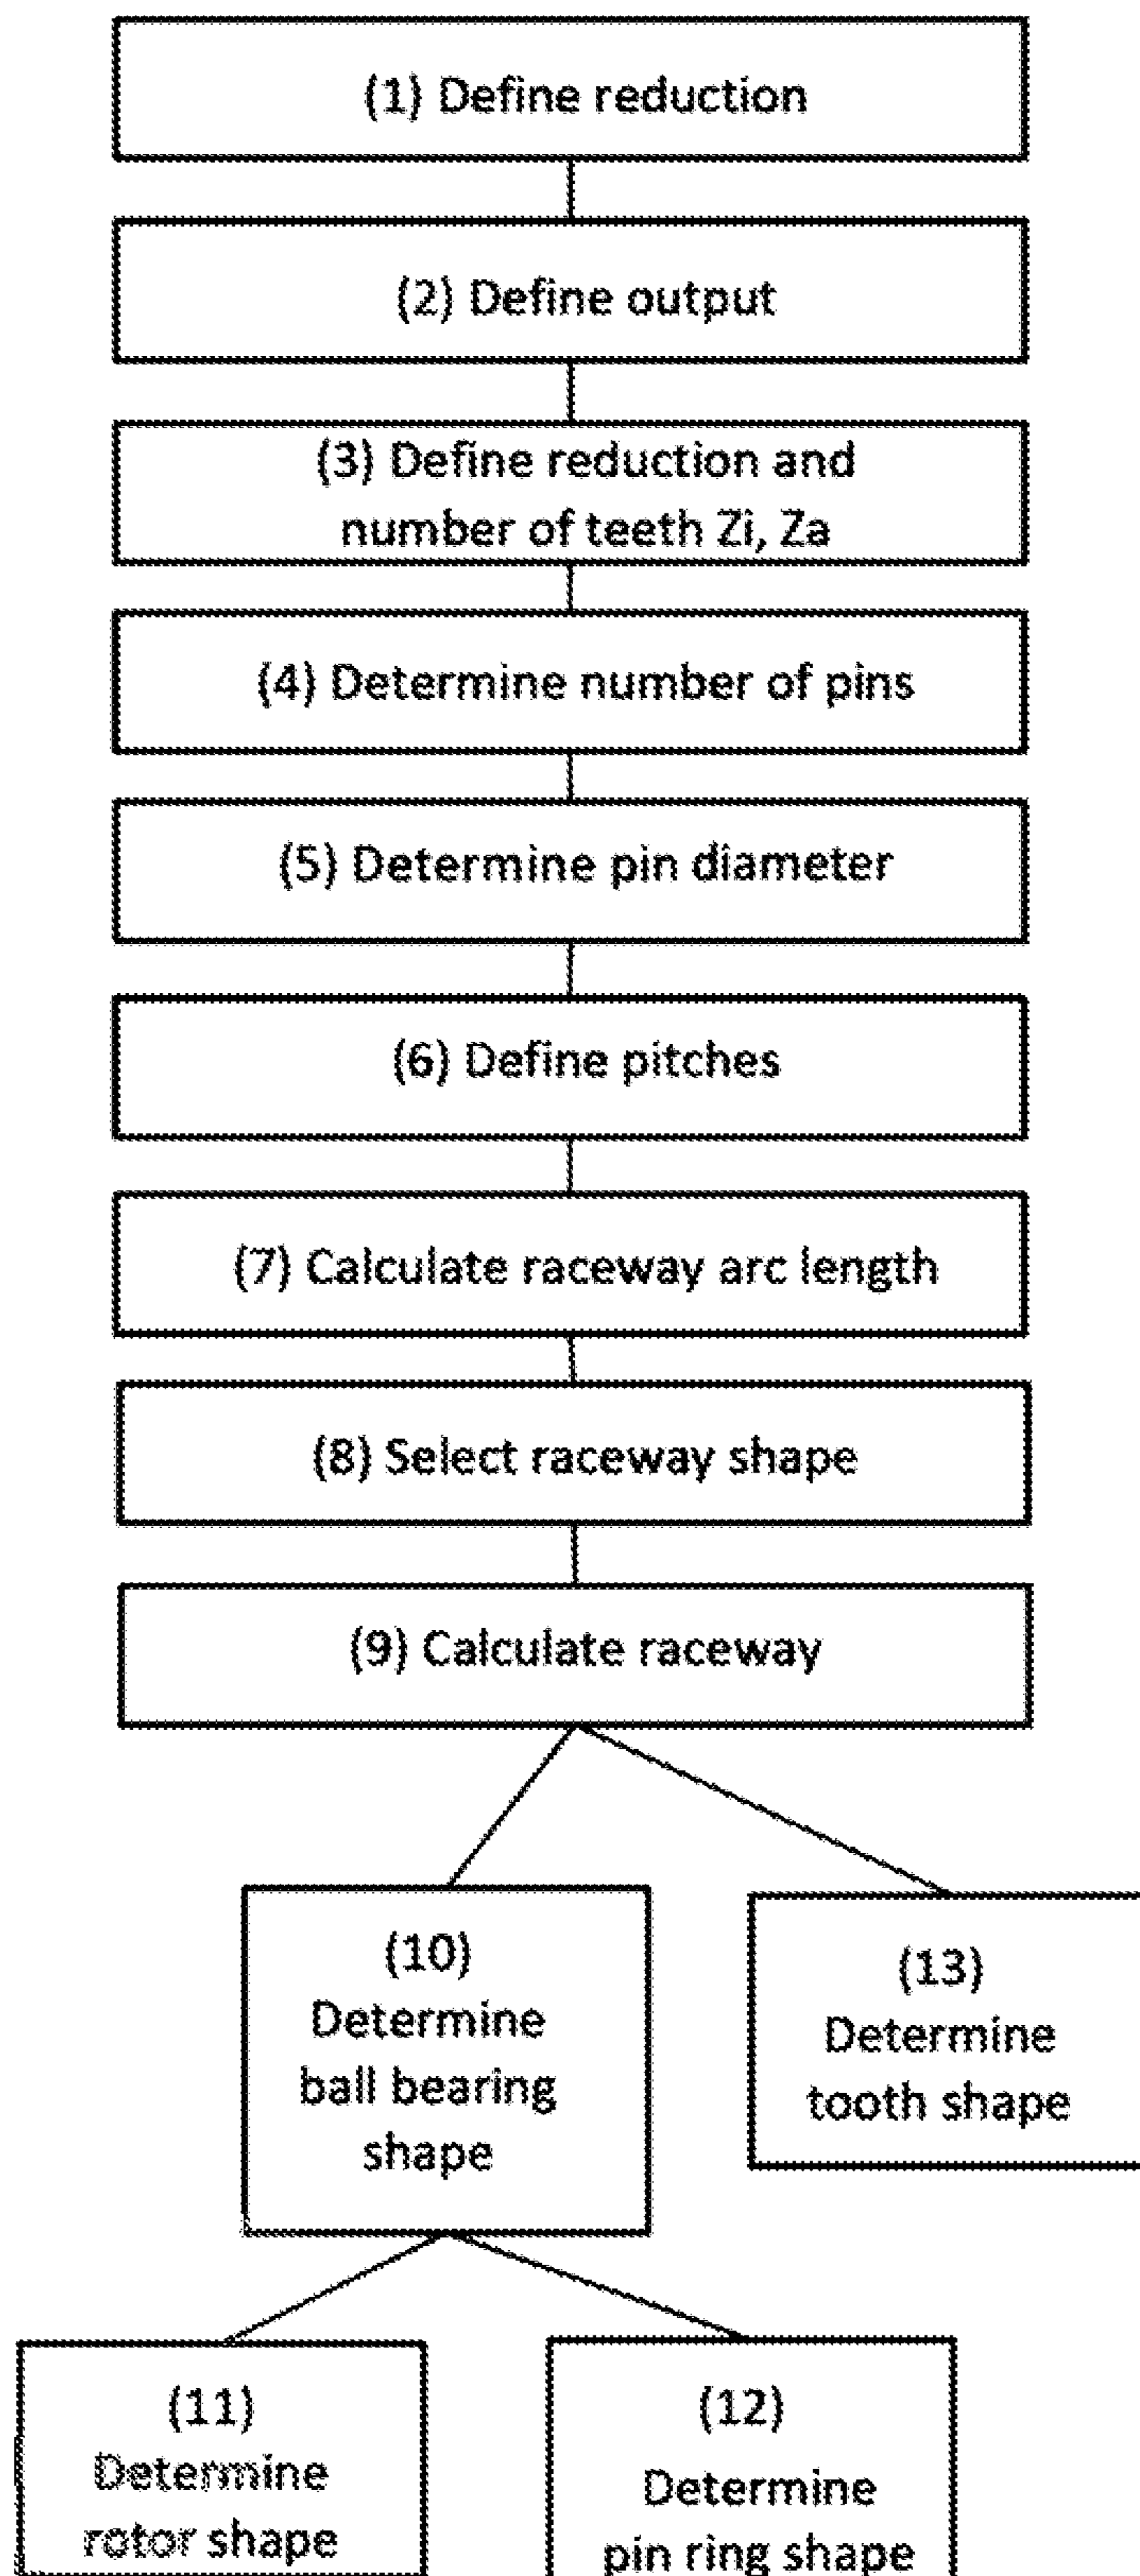 (1) Define reduction
(2) Define output
(3) Define reduction and
number of teeth Zi, Za
(4) Determine number of pins
(5) Determine pin diameter
(6) Define pitches
(7) Calculate raceway arc length
(8) Select raceway shape
(9) Calculate raceway
(10)
Determine
ball bearing
shape
(13)
Determine
tooth shape
(11)
Determine
rotor shape
(12)
Determine
pin ring shape